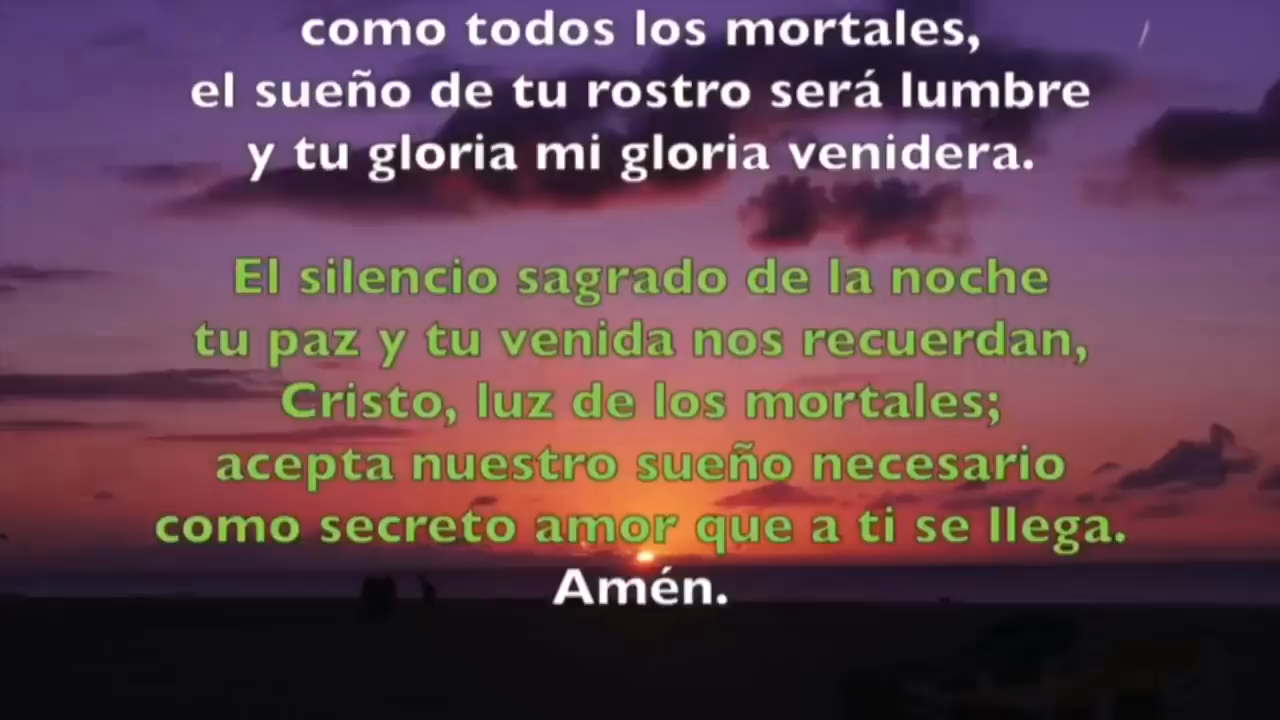 como todos los mortales,
el sueño de tu rostro será lumbre
y tu gloria mi gloria venidera.
El silencio sagrado de la noche
tu paz y tu venida nos recuerdan,
Cristo, luz de los mortales;
acepta nuestro sueño necesario
como secreto amor que a ti se llega.
Amén.